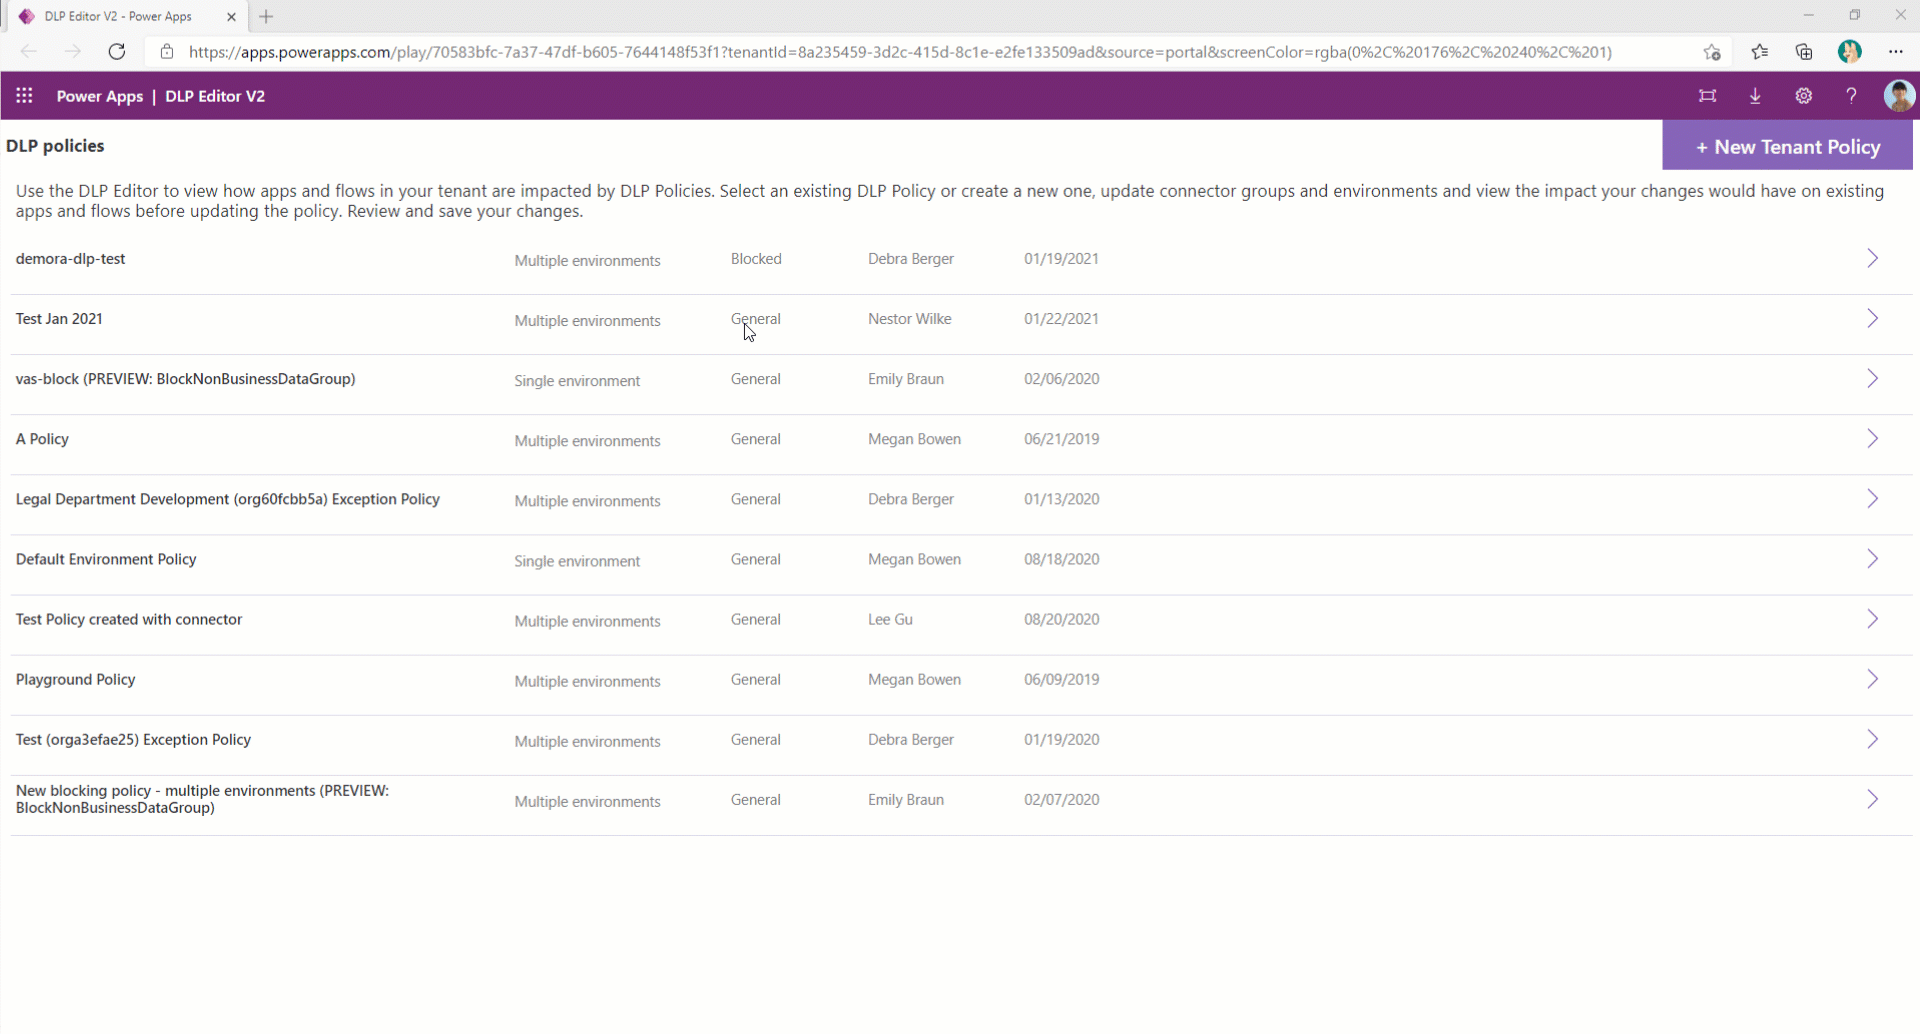 DLP Editor V2 - Power Apps
https://apps.powerapps.com/play/70583bfc-7a37-47df-b605-7644148f53f1?tenantId=8a235459-3d2c-415d-8c1e-e2fe133509ad&source=portal&screenColor=rgba(0%2C%20176%2C%20240%2C%201)
Power Apps | DLP Editor V2
DLP policies
+ New Tenant Policy
Use the DLP Editor to view how apps and flows in your tenant are impacted by DLP Policies. Select an existing DLP Policy or create a new one, update connector groups and environments and view the impact your changes would have on existing
apps and flows before updating the policy. Review and save your changes.
demora-dlp-test Multiple environments Blocked Debra Berger 01/19/2021
Test Jan 2021 Multiple environments General Nestor Wilke 01/22/2021
vas-block (PREVIEW: BlockNonBusinessDataGroup) Single environment General Emily Braun 02/06/2020
A Policy Multiple environments General Megan Bowen 06/21/2019
Legal Department Development (org60fcbb5a) Exception Policy Multiple environments General Debra Berger 01/13/2020
Default Environment Policy Single environment General Megan Bowen 08/18/2020
Test Policy created with connector Multiple environments General Lee Gu 08/20/2020
Playground Policy Multiple environments General Megan Bowen 06/09/2019
Test (orga3efae25) Exception Policy Multiple environments General Debra Berger 01/19/2020
New blocking policy - multiple environments (PREVIEW:
BlockNonBusinessDataGroup) Multiple environments General Emily Braun 02/07/2020